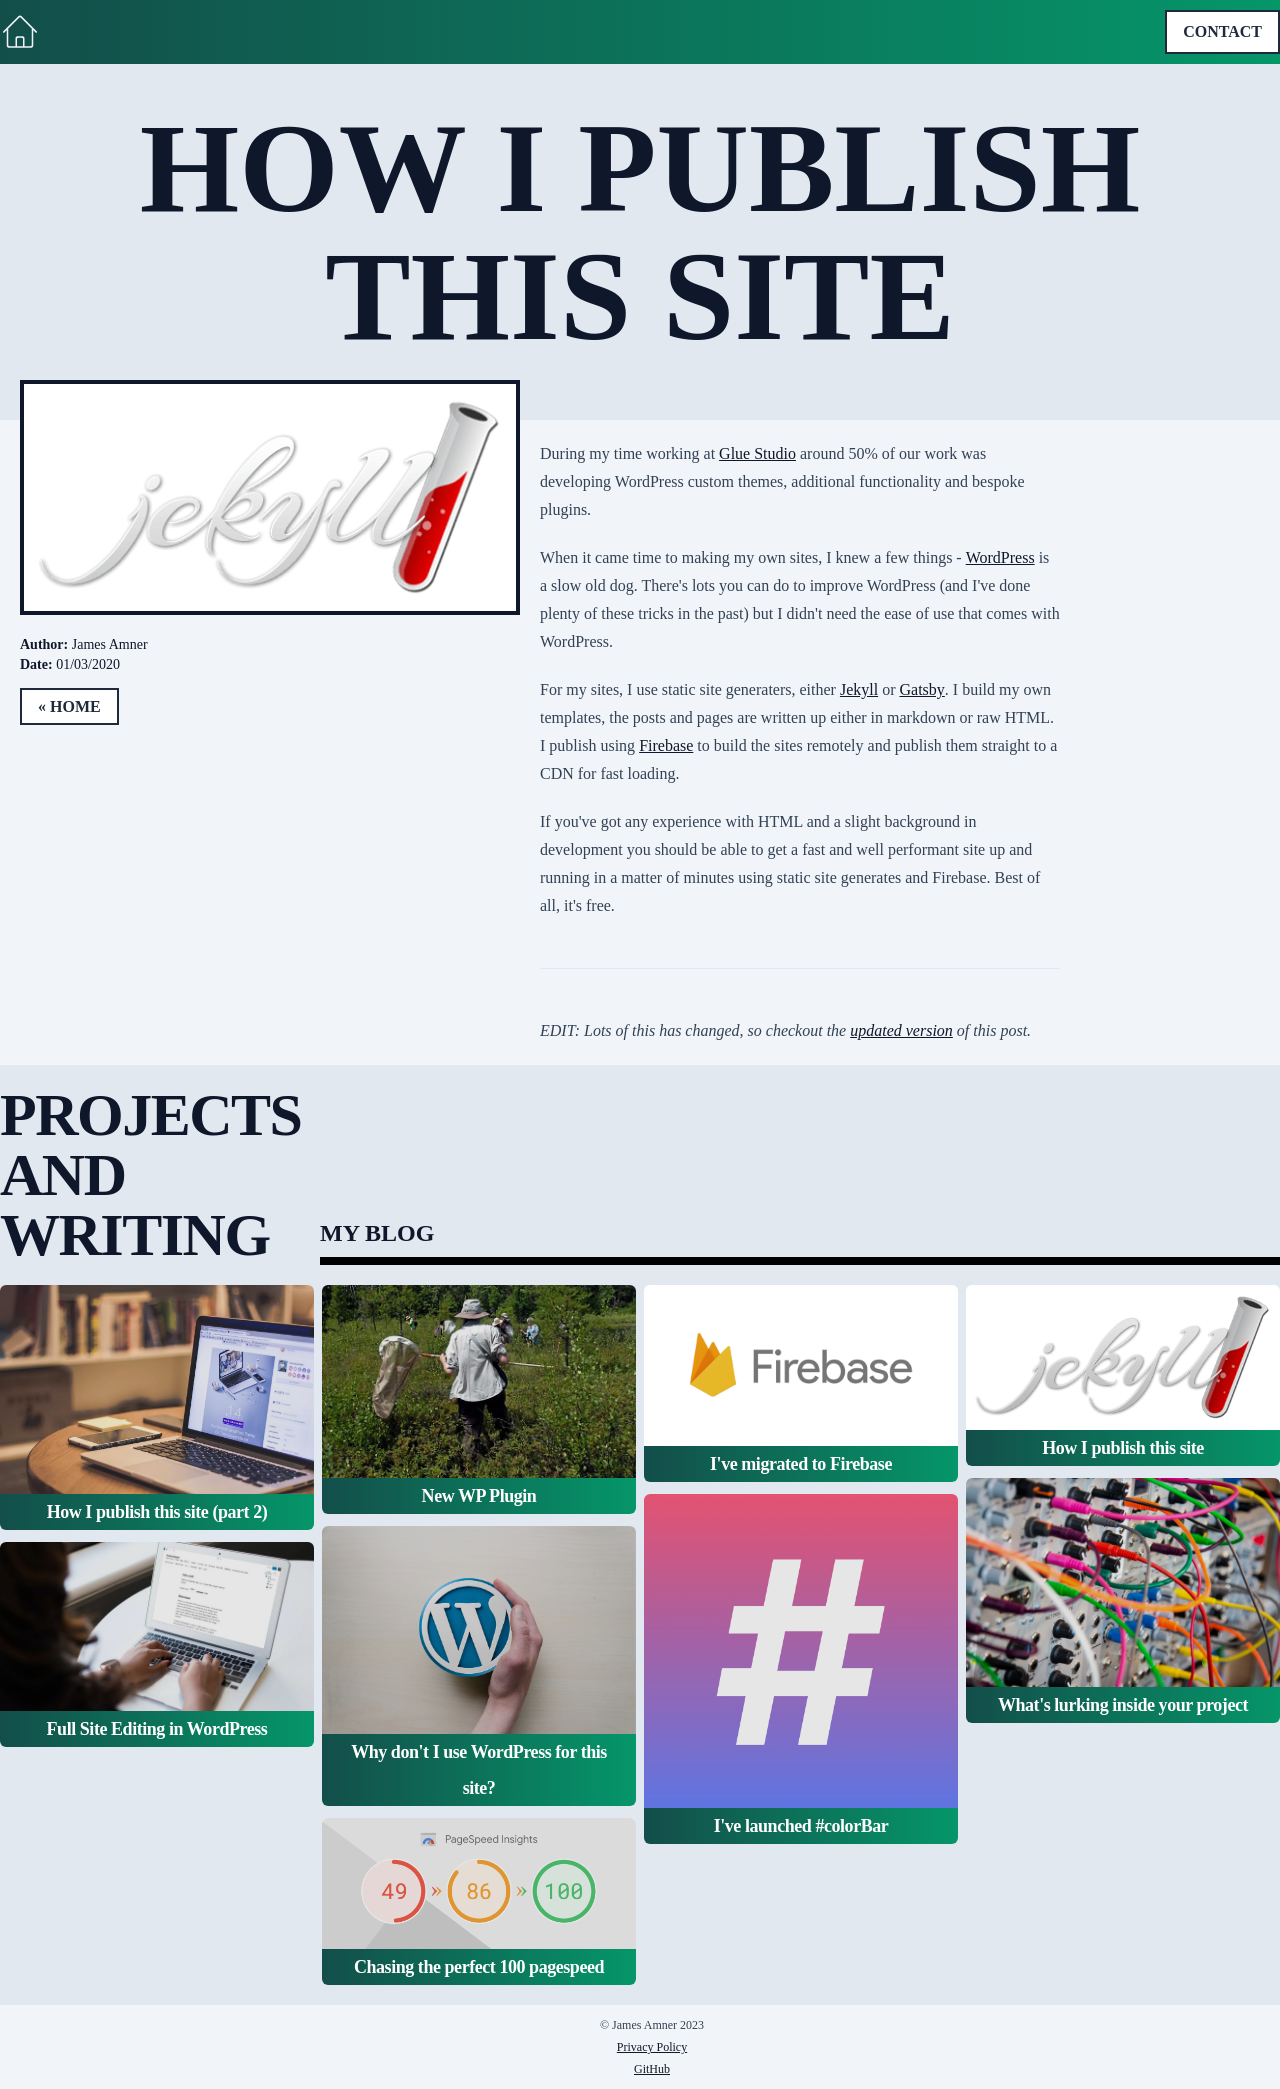 CONTACT
HOW I PUBLISH
THIS SITE
jekyll
Author: James Amner
Date: 01/03/2020
« HOME
During my time working at Glue Studio around 50% of our work was
developing WordPress custom themes, additional functionality and bespoke
plugins.
When it came time to making my own sites, I knew a few things - WordPress is
a slow old dog. There's lots you can do to improve WordPress (and I've done
plenty of these tricks in the past) but I didn't need the ease of use that comes with
WordPress.
For my sites, I use static site generaters, either Jekyll or Gatsby. I build my own
templates, the posts and pages are written up either in markdown or raw HTML.
I publish using Firebase to build the sites remotely and publish them straight to a
CDN for fast loading.
If you've got any experience with HTML and a slight background in
development you should be able to get a fast and well performant site up and
running in a matter of minutes using static site generates and Firebase. Best of
all, it's free.
EDIT: Lots of this has changed, so checkout the updated version of this post.
PROJECTS
AND
WRITING
MY BLOG
How I publish this site (part 2)
Full Site Editing in WordPress
New WP Plugin
W
Why don't I use WordPress for this
site?
PageSpeed Insights
49 » 86 » 100
Chasing the perfect 100 pagespeed
Firebase
I've migrated to Firebase
#
I've launched #colorBar
jekyll
How I publish this site
What's lurking inside your project
© James Amner 2023
Privacy Policy
GitHub